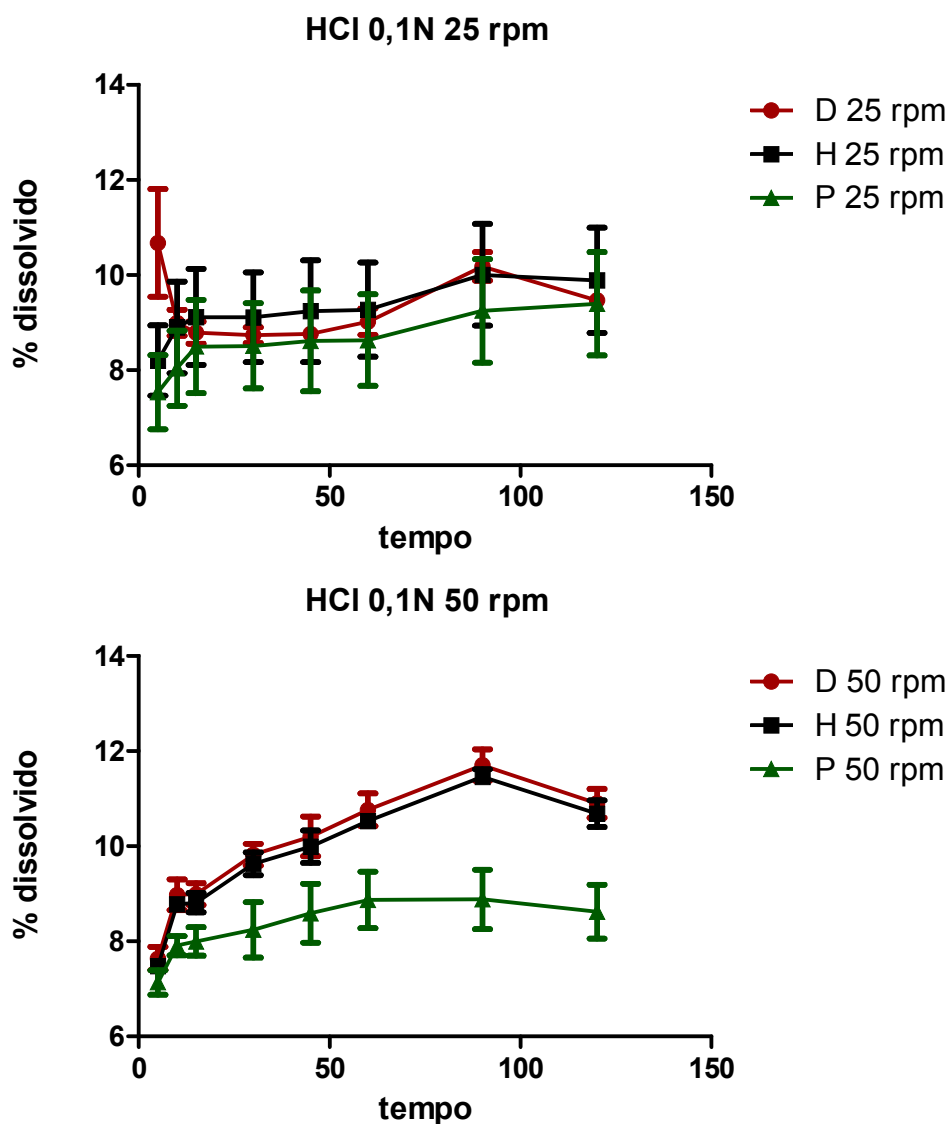 HCl 0,1N 25 rpm
14
12
10
8
6
0
50
100
150
% dissolvido
tempo
D 25 rpm
H 25 rpm
P 25 rpm
HCl 0,1N 50 rpm
14
12
10
8
6
0
50
100
150
% dissolvido
tempo
D 50 rpm
H 50 rpm
P 50 rpm